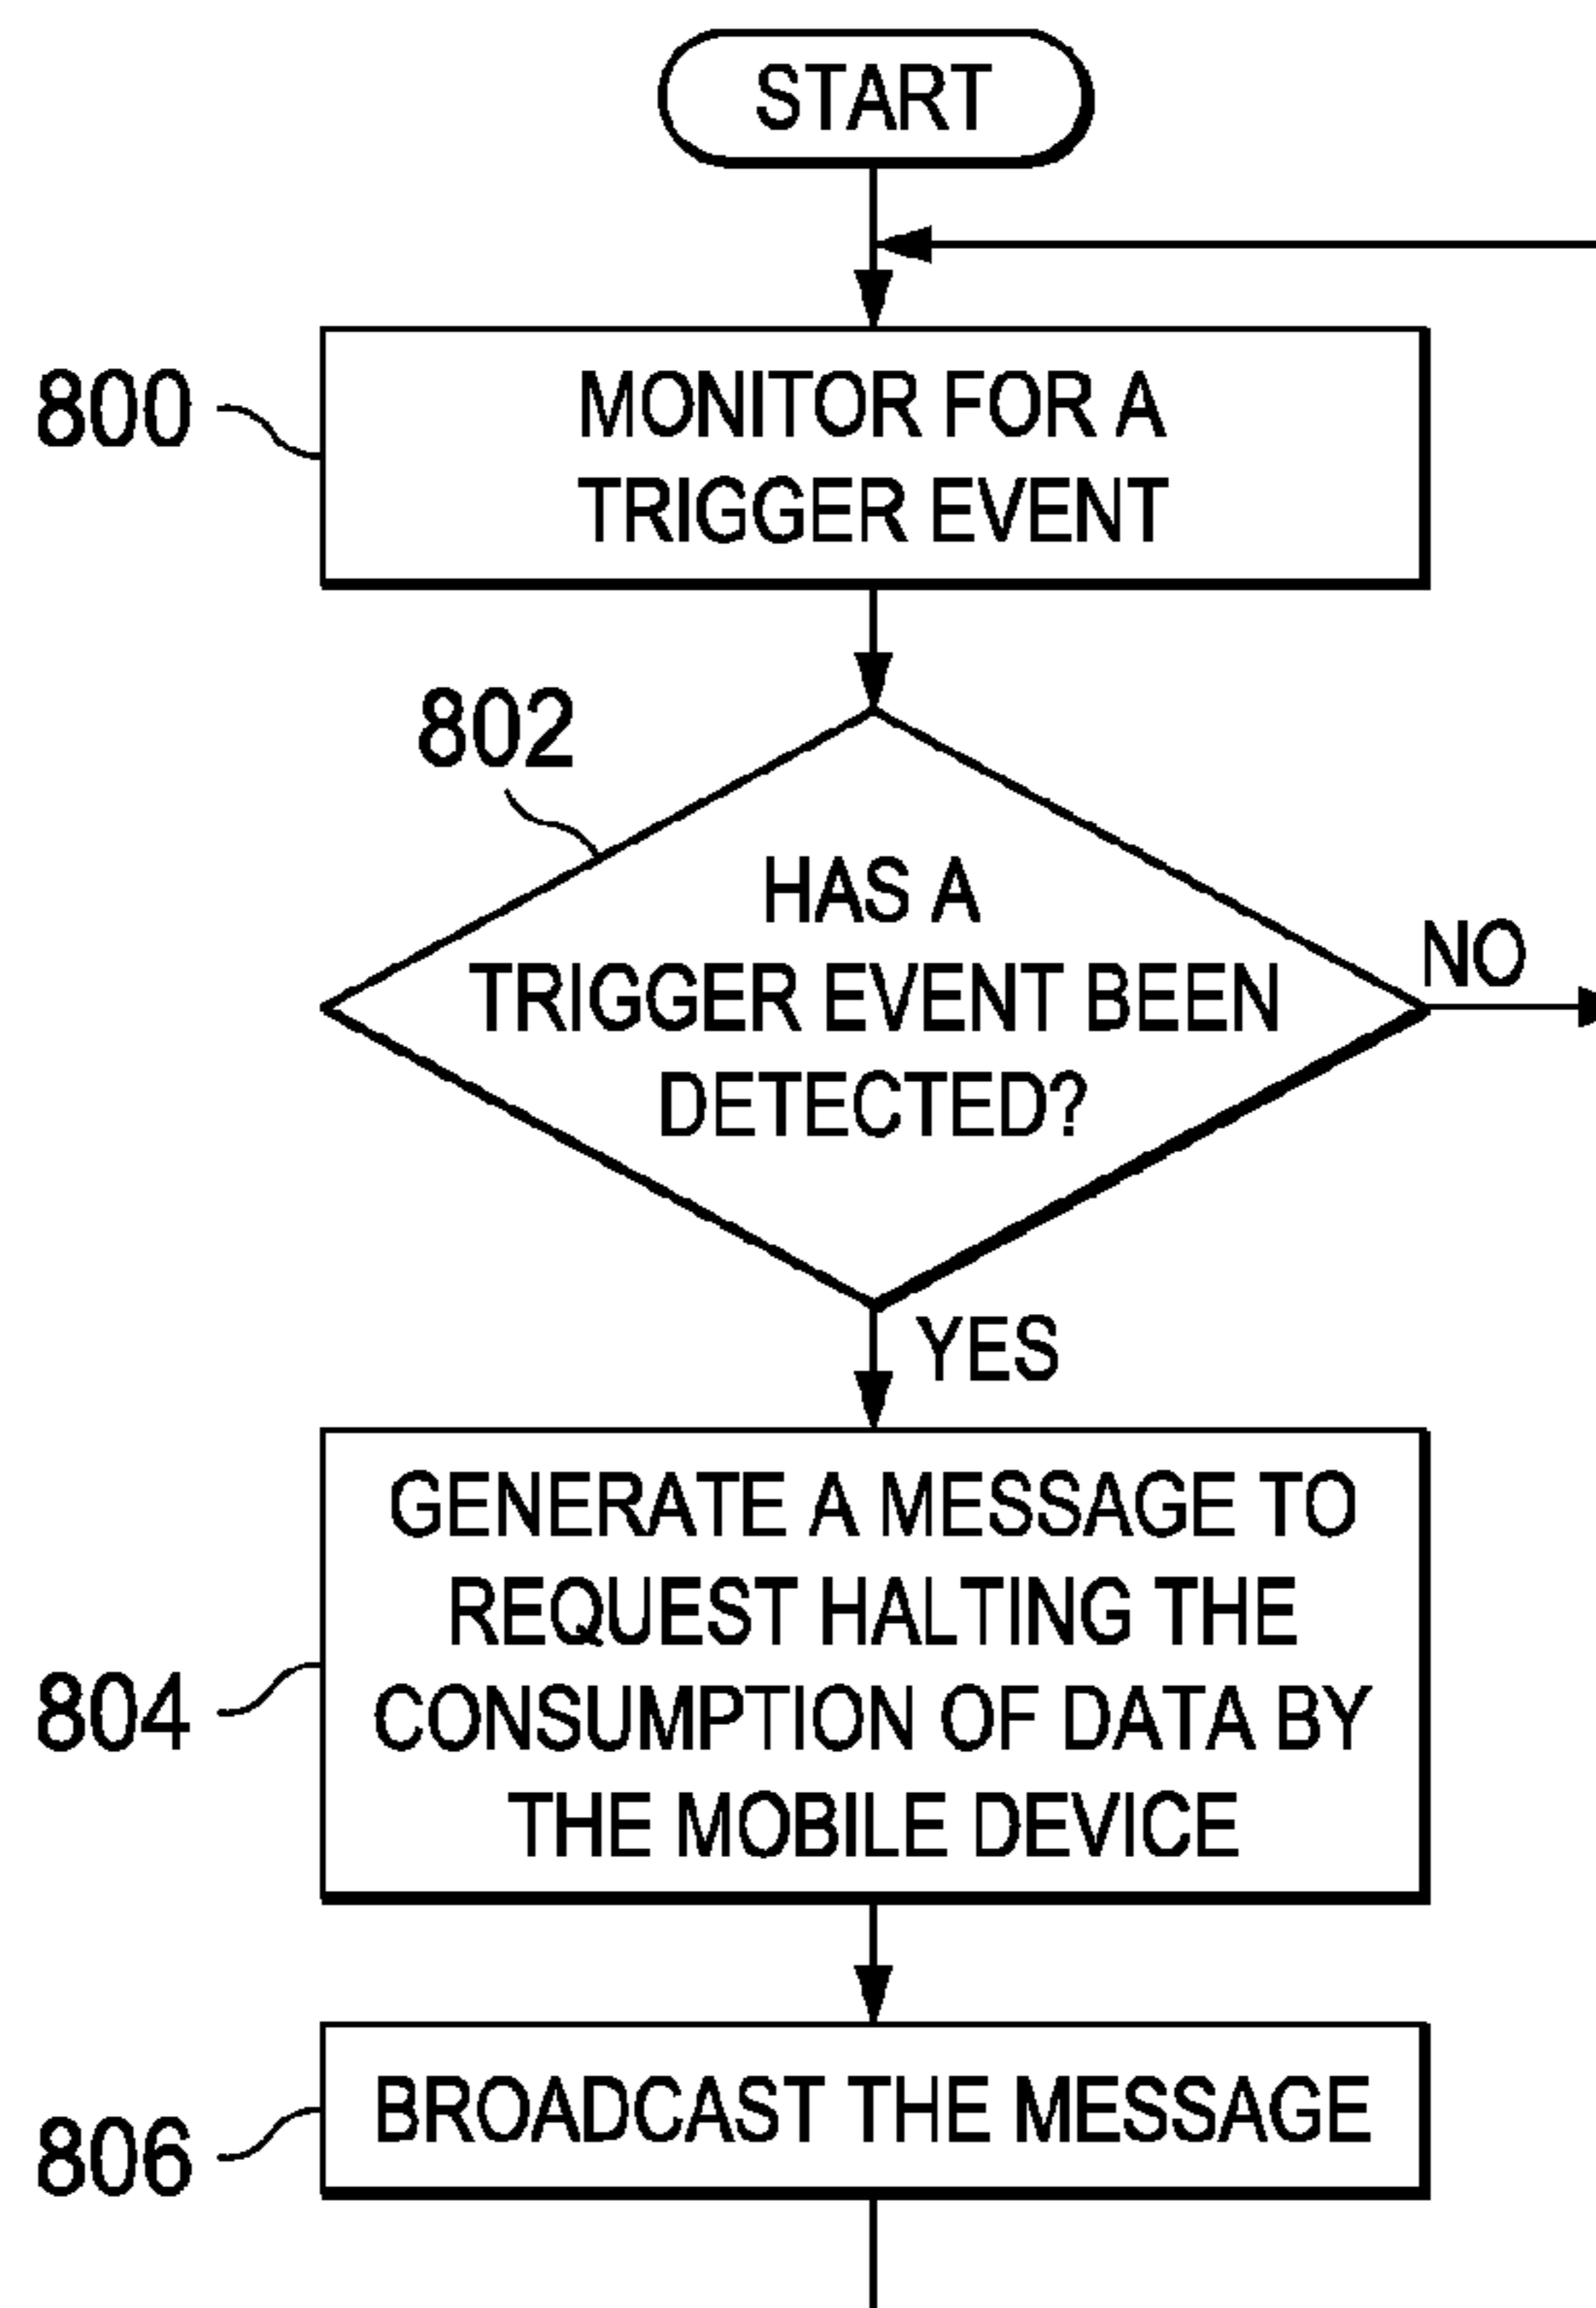 START
800
MONITOR FOR A
TRIGGER EVENT
802
HAS A
TRIGGER EVENT BEEN
DETECTED?
NO
YES
804
GENERATE A MESSAGE TO
REQUEST HALTING THE
CONSUMPTION OF DATA BY
THE MOBILE DEVICE
806
BROADCAST THE MESSAGE